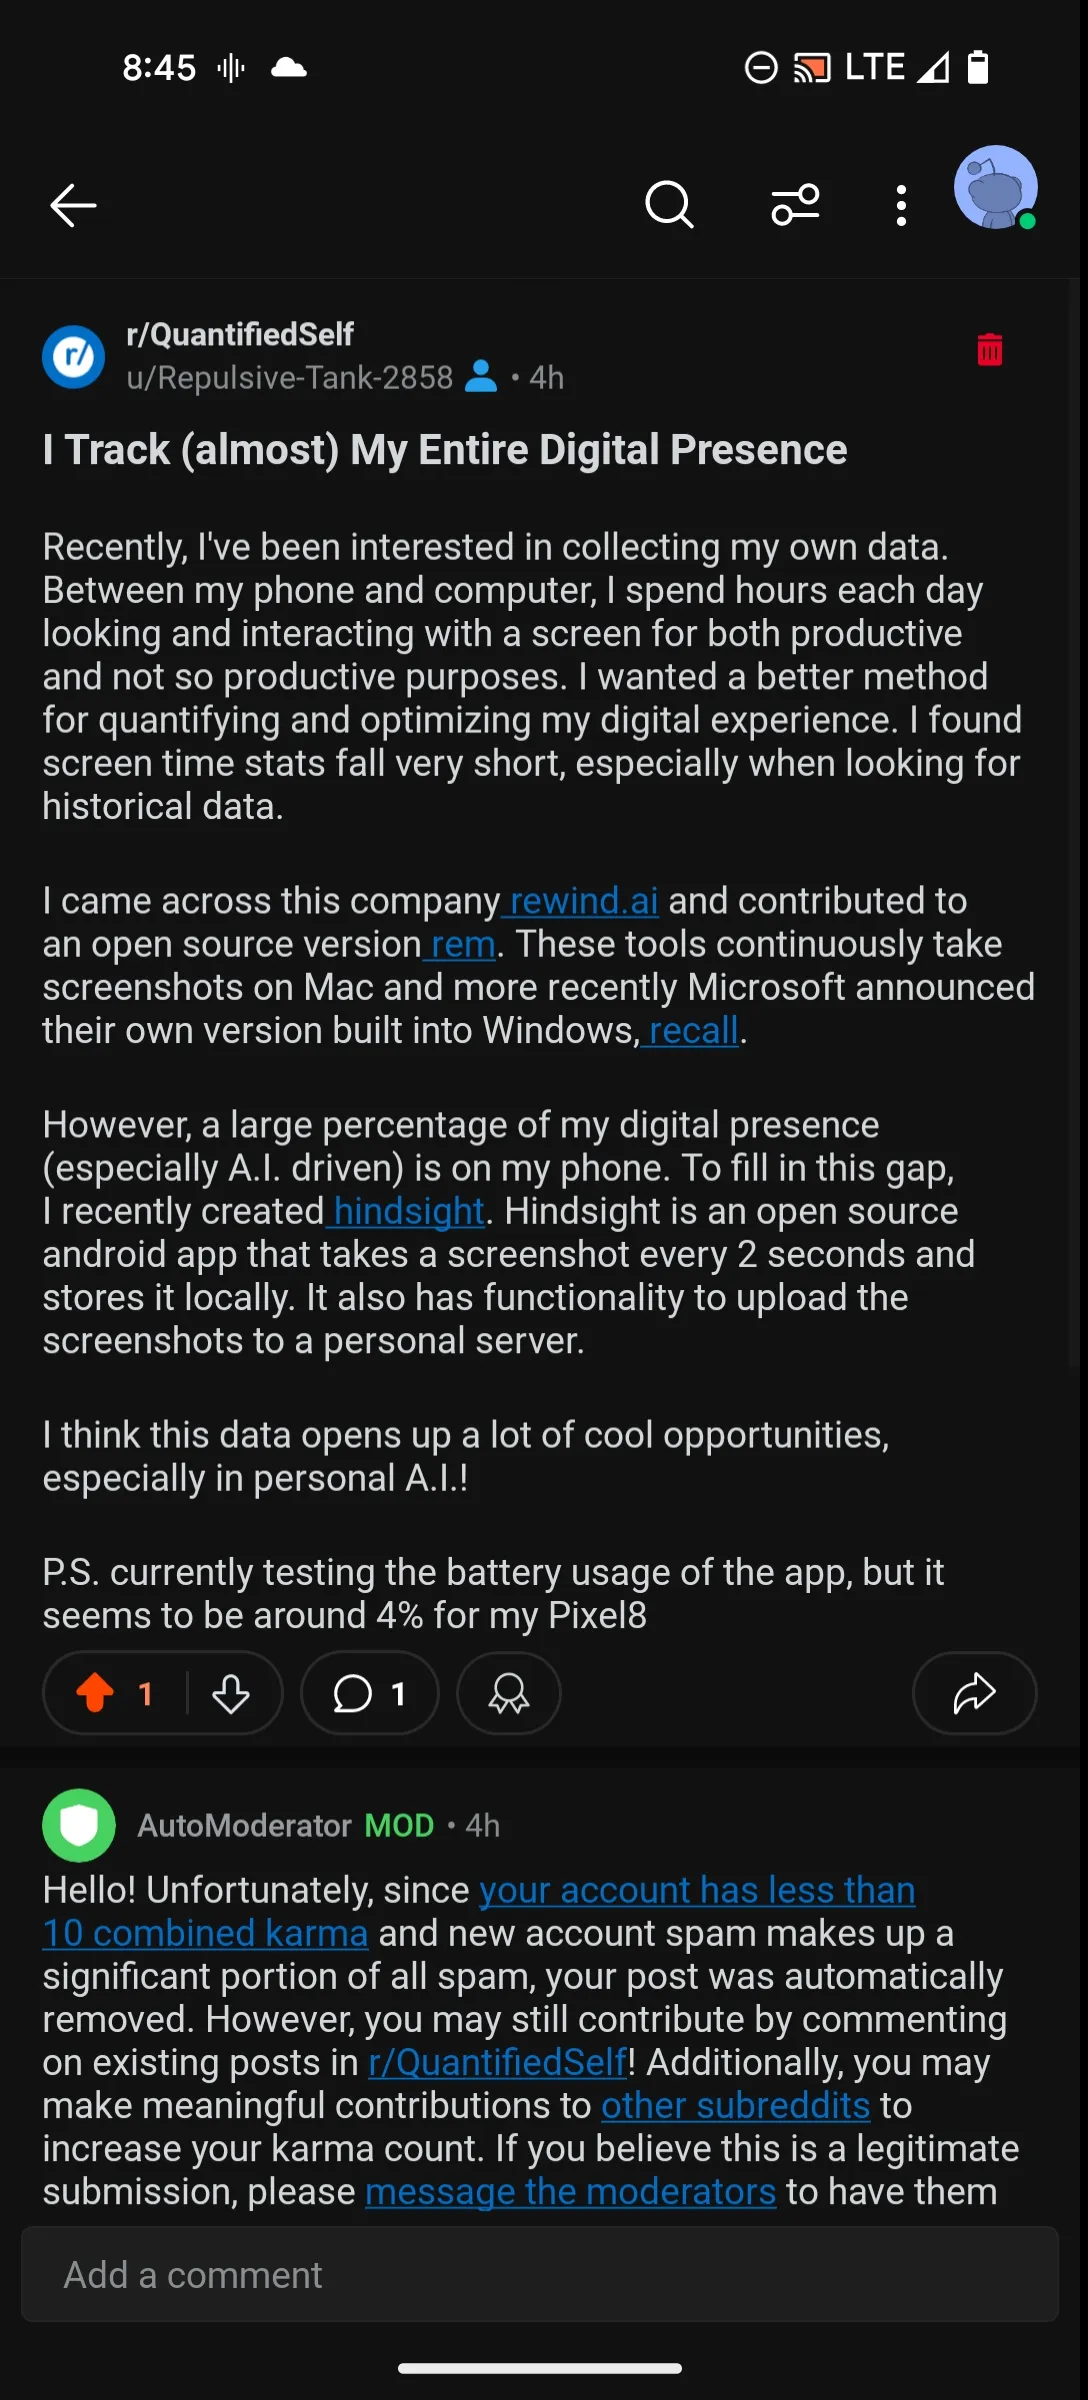 8:45 LTE
r/QuantifiedSelf
u/Repulsive-Tank-2858 • 4h
I Track (almost) My Entire Digital Presence
Recently, I've been interested in collecting my own data.
Between my phone and computer, I spend hours each day
looking and interacting with a screen for both productive
and not so productive purposes. I wanted a better method
for quantifying and optimizing my digital experience. I found
screen time stats fall very short, especially when looking for
historical data.
I came across this company rewind.ai and contributed to
an open source version rem. These tools continuously take
screenshots on Mac and more recently Microsoft announced
their own version built into Windows, recall.
However, a large percentage of my digital presence
(especially A.I. driven) is on my phone. To fill in this gap,
I recently created hindsight. Hindsight is an open source
android app that takes a screenshot every 2 seconds and
stores it locally. It also has functionality to upload the
screenshots to a personal server.
I think this data opens up a lot of cool opportunities,
especially in personal A.I.!
P.S. currently testing the battery usage of the app, but it
seems to be around 4% for my Pixel8
1 1
AutoModerator MOD • 4h
Hello! Unfortunately, since your account has less than
10 combined karma and new account spam makes up a
significant portion of all spam, your post was automatically
removed. However, you may still contribute by commenting
on existing posts in r/QuantifiedSelf! Additionally, you may
make meaningful contributions to other subreddits to
increase your karma count. If you believe this is a legitimate
submission, please message the moderators to have them
Add a comment